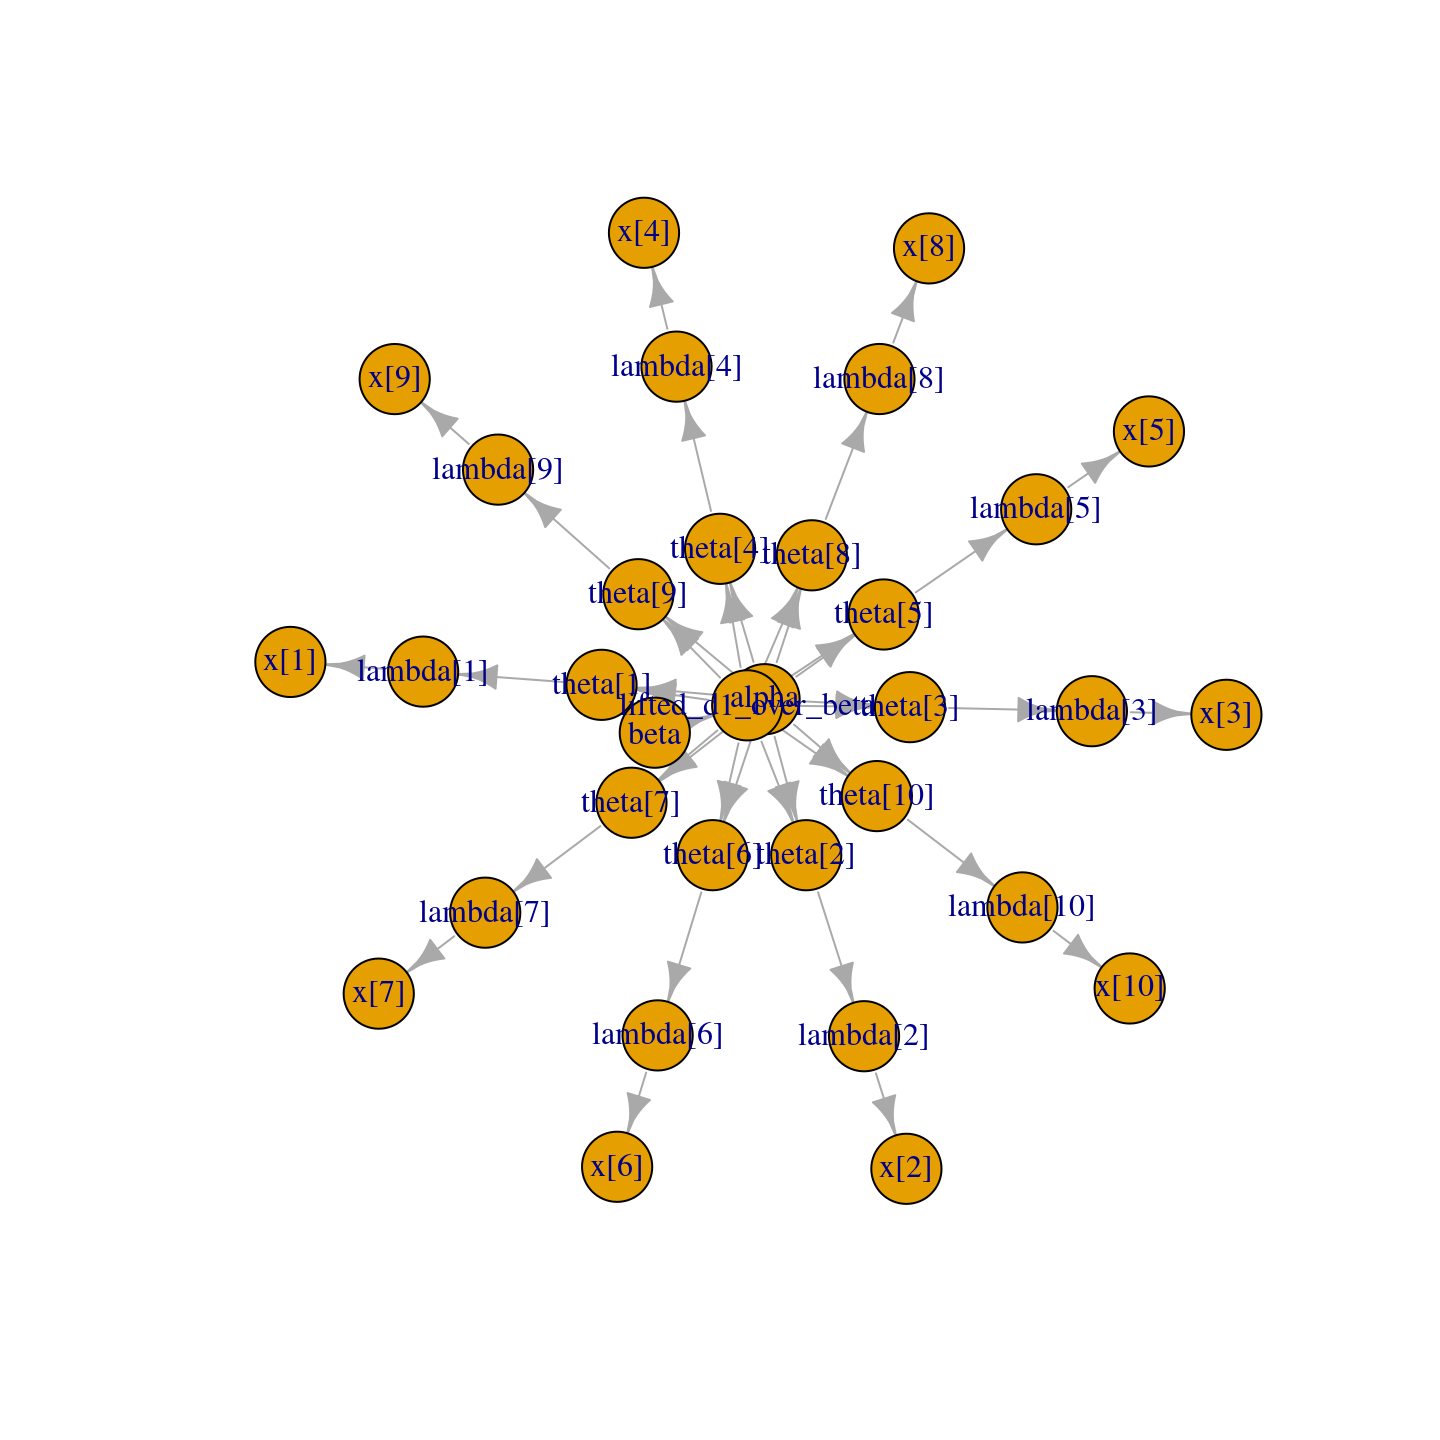 x[4]
x[8]
lambda[4]
x[9]
lambda[8]
x[5]
lambda[9]
lambda[5]
theta[4]
theta[8]
theta[9]
theta[5]
x[1]
lambda[1]
theta[1]
alpha
lifted_d1_over_beta
theta[3]
lambda[3]
x[3]
beta
theta[7]
theta[10]
theta[6]
theta[2]
lambda[7]
lambda[10]
x[7]
x[10]
lambda[6]
lambda[2]
x[6]
x[2]